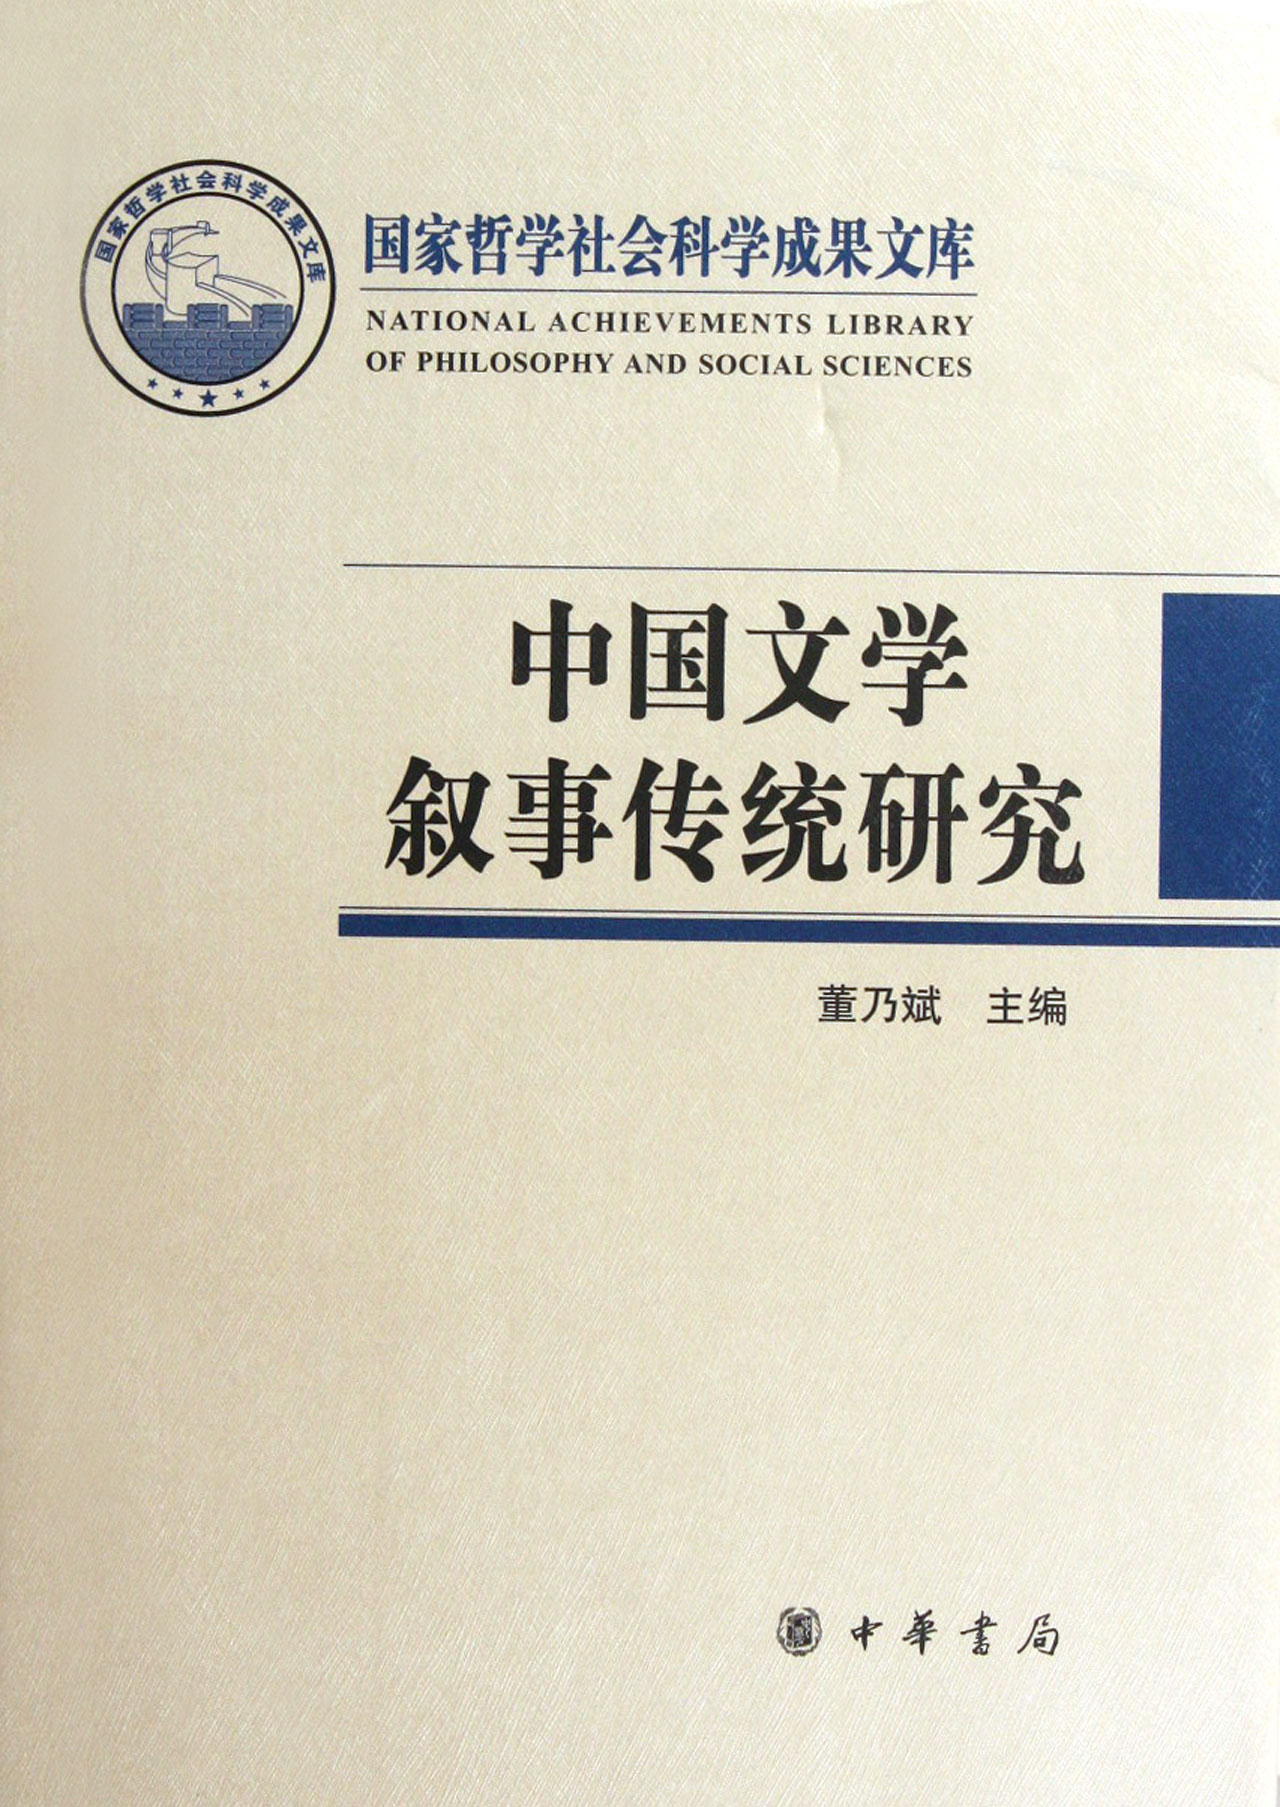 国家哲学社会科学成果文库
国家哲学社会科学成果文库
NATIONAL ACHIEVEMENTS LIBRARY
OF PHILOSOPHY AND SOCIAL SCIENCES
中国文学
叙事传统研究
董乃斌 主编
中華書局